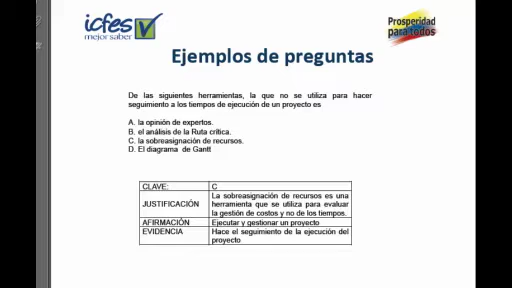 icfes
mejor saber
Prosperidad
para todos
Ejemplos de preguntas
De las siguientes herramientas, la que no se utiliza para hacer
seguimiento a los tiempos de ejecución de un proyecto es
A. la opinión de expertos.
B. el análisis de la Ruta crítica.
C. la sobreasignación de recursos.
D. El diagrama de Gantt
CLAVE: C
La sobreasignación de recursos es una
JUSTIFICACIÓN herramienta que se utiliza para evaluar
la gestión de costos y no de los tiempos.
AFIRMACIÓN Ejecutar y gestionar un proyecto
EVIDENCIA Hace el seguimiento de la ejecución del
proyecto